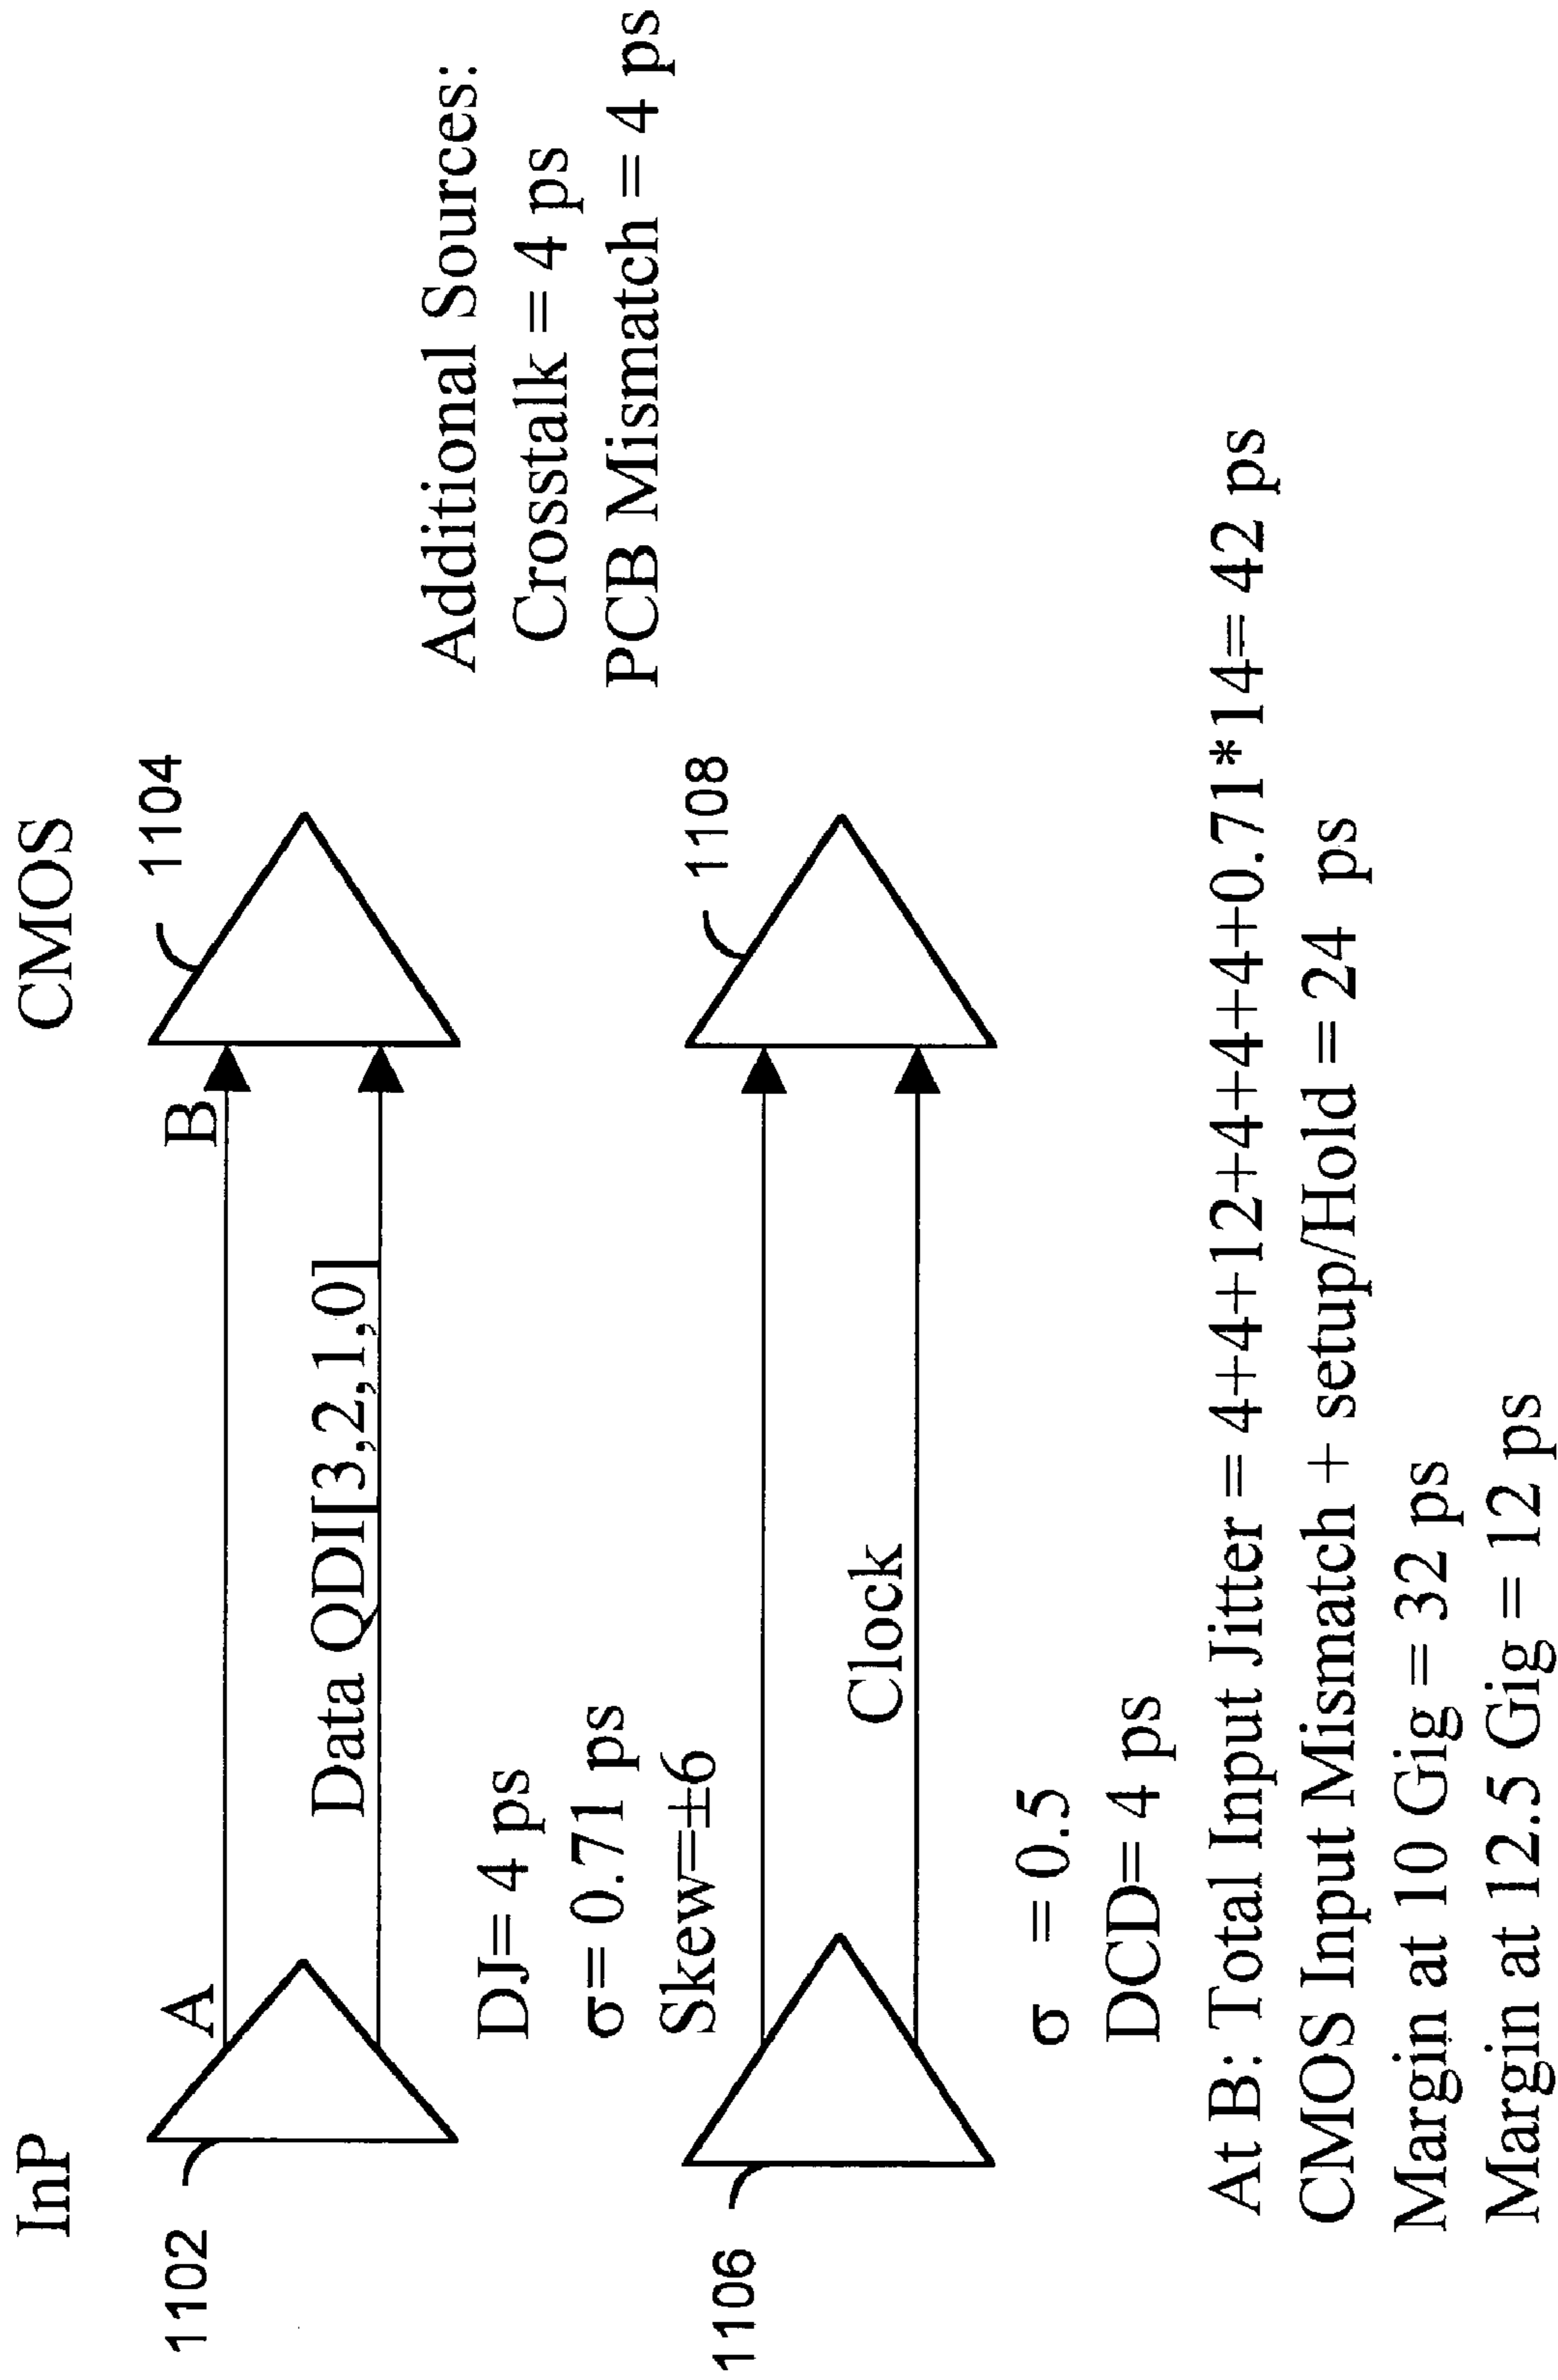 InP
CMOS
1102
A
B
1104
Data QDI[3,2,1,0]
DJ= 4 ps
σ= 0.71 ps
Skew=±6
Additional Sources:
Crosstalk = 4 ps
PCB Mismatch = 4 ps
1106
1108
Clock
σ = 0.5
DCD= 4 ps
At B: Total Input Jitter = 4+4+12+4+4+4+0.71*14= 42 ps
CMOS Input Mismatch + setup/Hold = 24 ps
Margin at 10 Gig = 32 ps
Margin at 12.5 Gig = 12 ps